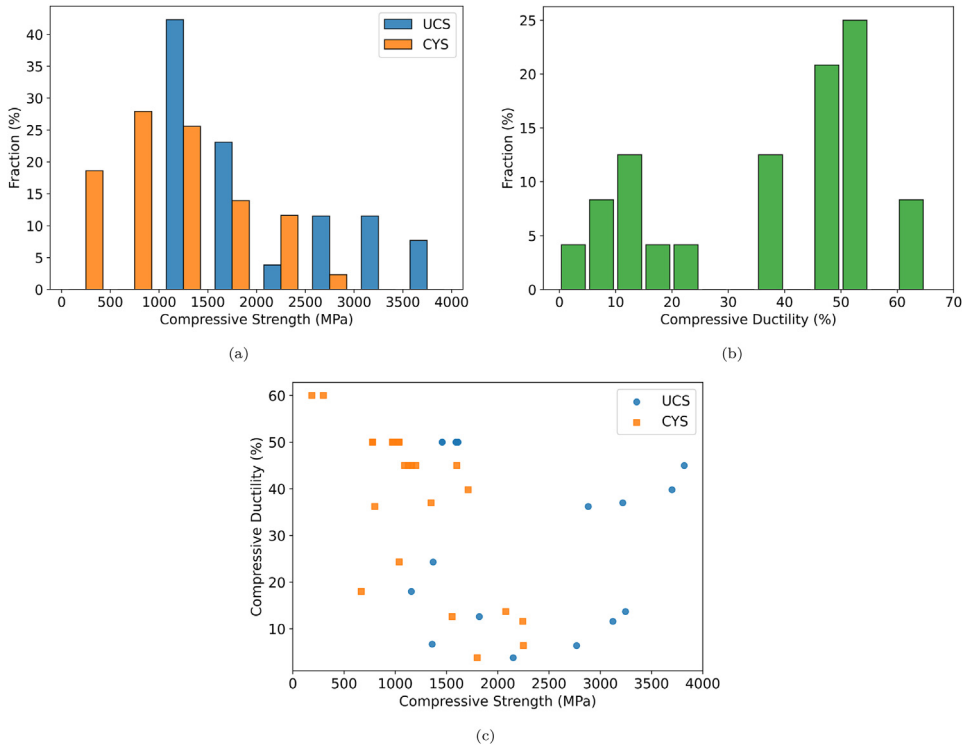 UCS
CYS
40
35
30
25
20
15
10
5
0
Fraction (%)
0 500 1000 1500 2000 2500 3000 3500 4000
Compressive Strength (MPa)
(a)
25
20
15
10
5
0
Fraction (%)
0 10 20 30 40 50 60 70
Compressive Ductility (%)
(b)
UCS
CYS
60
50
40
30
20
10
Compressive Ductility (%)
0 500 1000 1500 2000 2500 3000 3500 4000
Compressive Strength (MPa)
(c)